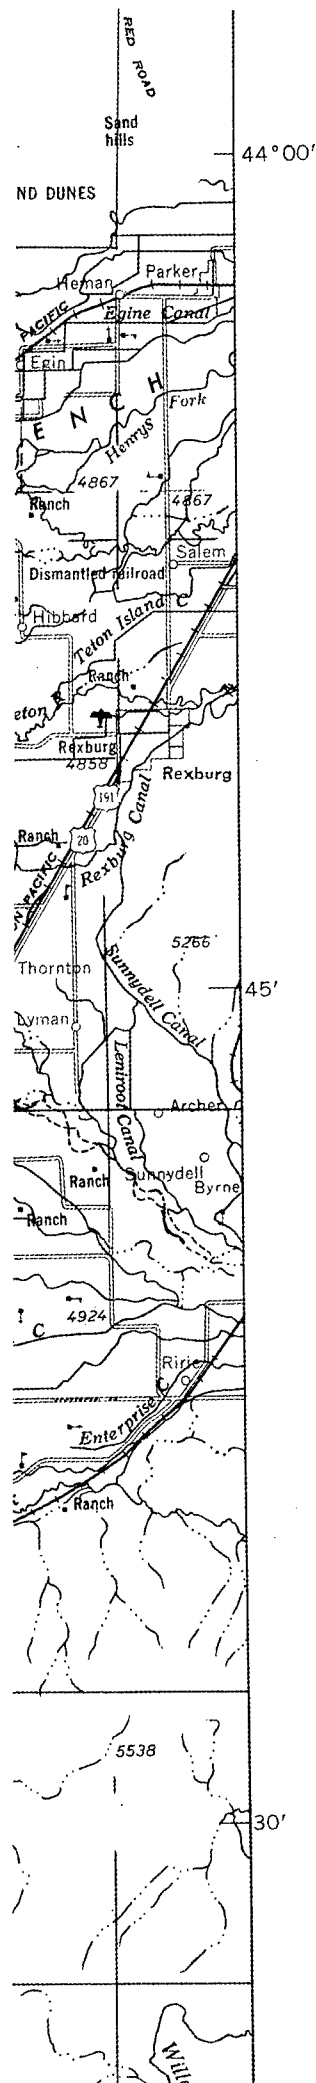 RED ROAD
Sand
hills
44°00′
ND DUNES
Heman
Parker
PACIFIC
Egine Canal
Egin
E N C H
Fork
Henrys
4867
4867
Ranch
Salem
Dismantled railroad
Teton Island C
Hibbard
Ranch
eton R
Rexburg
4858
Rexburg
191
20
Ranch
Rexburg Canal
N PACIFIC
5266
Thornton
Sunnydell Canal
45′
Lyman
Lenroot Canal
Archer
Sunnydell
Ranch
Byrne
Ranch
4924
C
Ririe
Enterprise C
Ranch
5538
30′
Willo